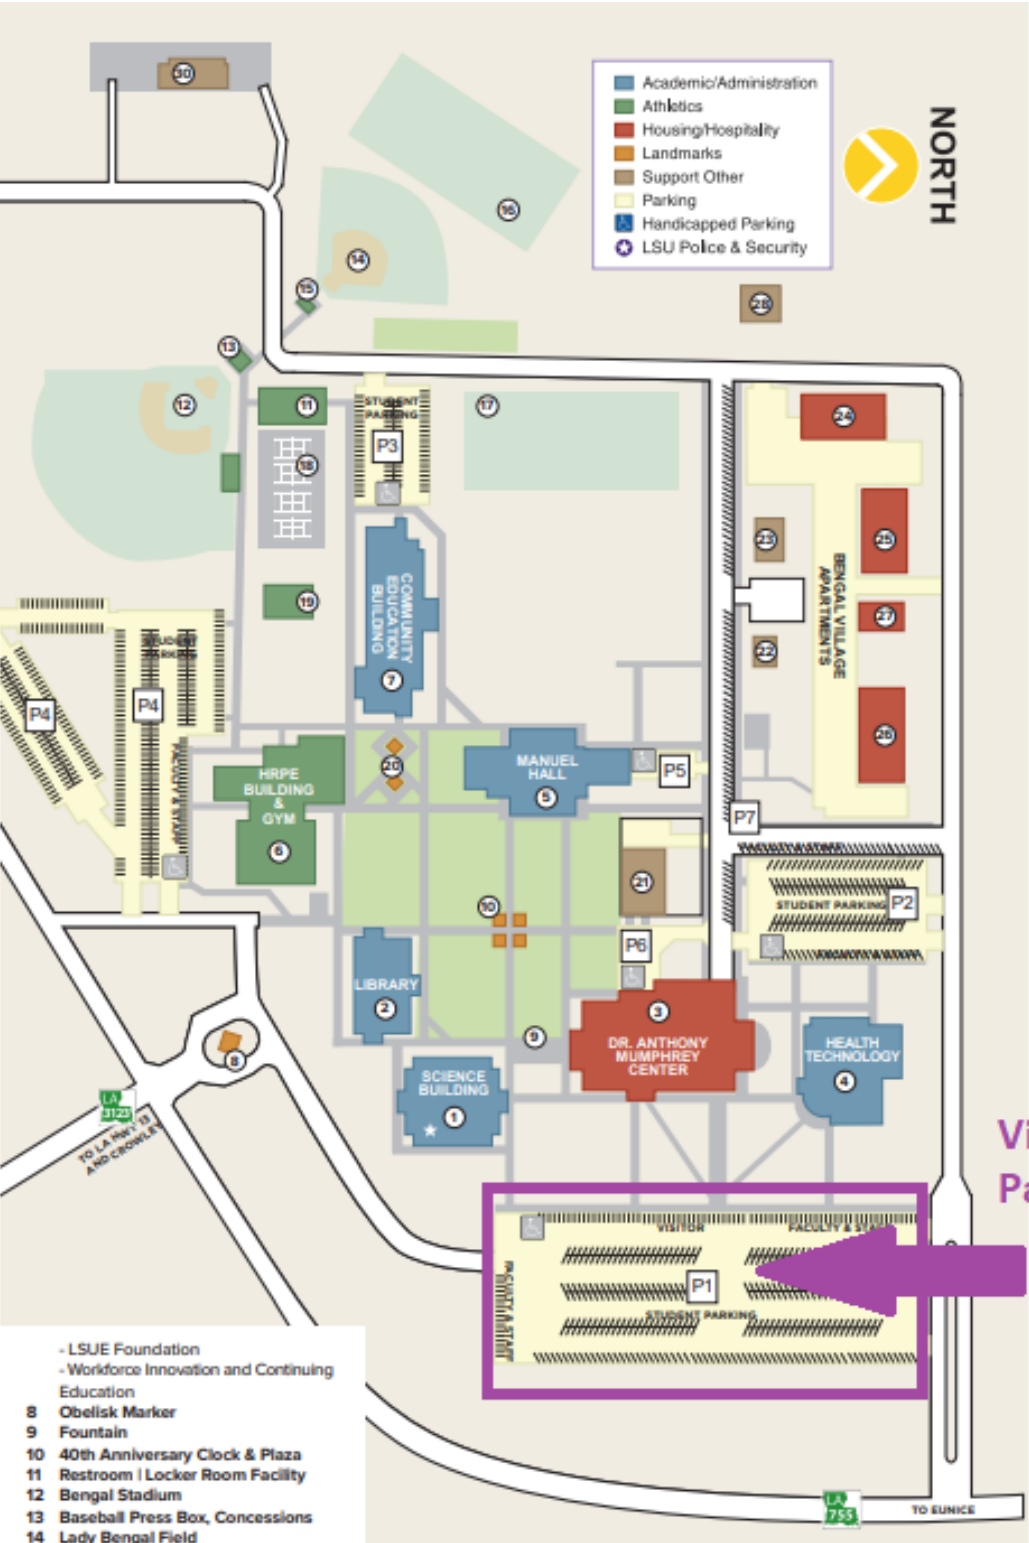 30
Academic/Administration
Athletics
Housing/Hospitality
Landmarks
Support Other
Parking
Handicapped Parking
LSU Police & Security
NORTH
16
14
15
28
13
12
11
STUDENT
PARKING
P3
17
24
18
23
25
BENGAL VILLAGE
APARTMENTS
19
COMMUNITY
EDUCATION
BUILDING
7
27
22
STUDENT
PARKING
P4
P4
FACULTY & STAFF
26
20
HRPE
BUILDING
&
GYM
6
MANUEL
HALL
5
P5
P7
FACULTY & STAFF
21
10
STUDENT PARKING
P2
FACULTY & STAFF
P6
LIBRARY
2
3
DR. ANTHONY
MUMPHREY
CENTER
9
8
HEALTH
TECHNOLOGY
4
SCIENCE
BUILDING
1
LA
3123
TO LA HWY 13
AND CROWLEY
Vi
Pa
VISITOR
FACULTY & STAFF
FACULTY & STAFF
P1
STUDENT PARKING
- LSUE Foundation
- Workforce Innovation and Continuing
Education
8 Obelisk Marker
9 Fountain
10 40th Anniversary Clock & Plaza
11 Restroom | Locker Room Facility
12 Bengal Stadium
13 Baseball Press Box, Concessions
14 Lady Bengal Field
LA
755
TO EUNICE